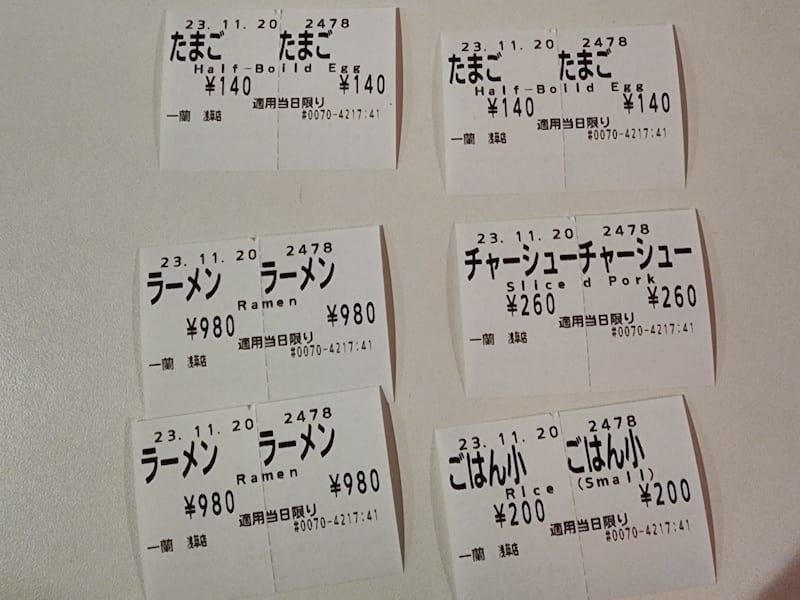 23.11.20 2478
たまご たまご
Half-Boild Egg
¥140 ¥140
適用当日限り
一蘭 浅草店 #0070-4217:41
23.11.20 2478
たまご たまご
Half-Boild Egg
¥140 ¥140
適用当日限り
一蘭 浅草店 #0070-4217:41
23.11.20 2478
ラーメン ラーメン
Ramen
¥980 ¥980
適用当日限り
一蘭 浅草店 #0070-4217:41
23.11.20 2478
チャーシュー チャーシュー
Sliced Pork
¥260 ¥260
適用当日限り
一蘭 浅草店 #0070-4217:41
23.11.20 2478
ラーメン ラーメン
Ramen
¥980 ¥980
適用当日限り
一蘭 浅草店 #0070-4217:41
23.11.20 2478
ごはん小 ごはん小
Rice (Small)
¥200 ¥200
適用当日限り
一蘭 浅草店 #0070-4217:41